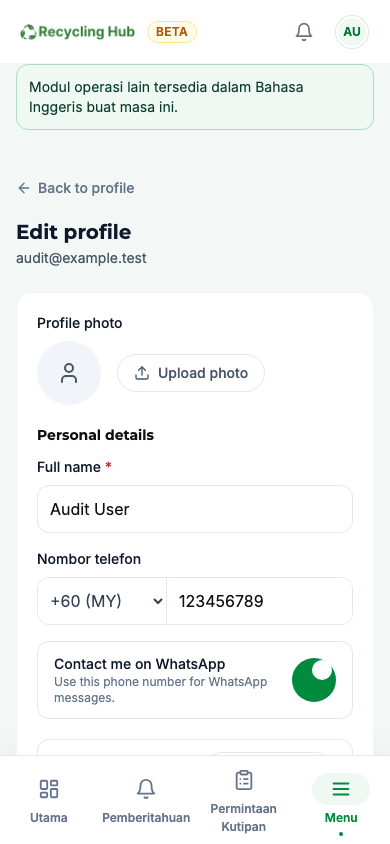 Recycling Hub BETA AU
Modul operasi lain tersedia dalam Bahasa
Inggeris buat masa ini.
Back to profile
Edit profile
audit@example.test
Profile photo
Upload photo
Personal details
Full name *
Audit User
Nombor telefon
+60 (MY) 123456789
Contact me on WhatsApp
Use this phone number for WhatsApp
messages.
Utama
Pemberitahuan
Permintaan
Kutipan
Menu